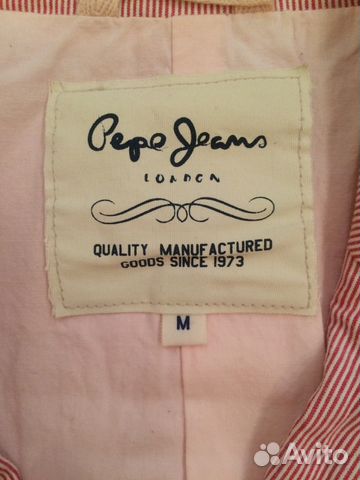 Pepe Jeans
LONDON
QUALITY MANUFACTURED
GOODS SINCE 1973
M
Avito